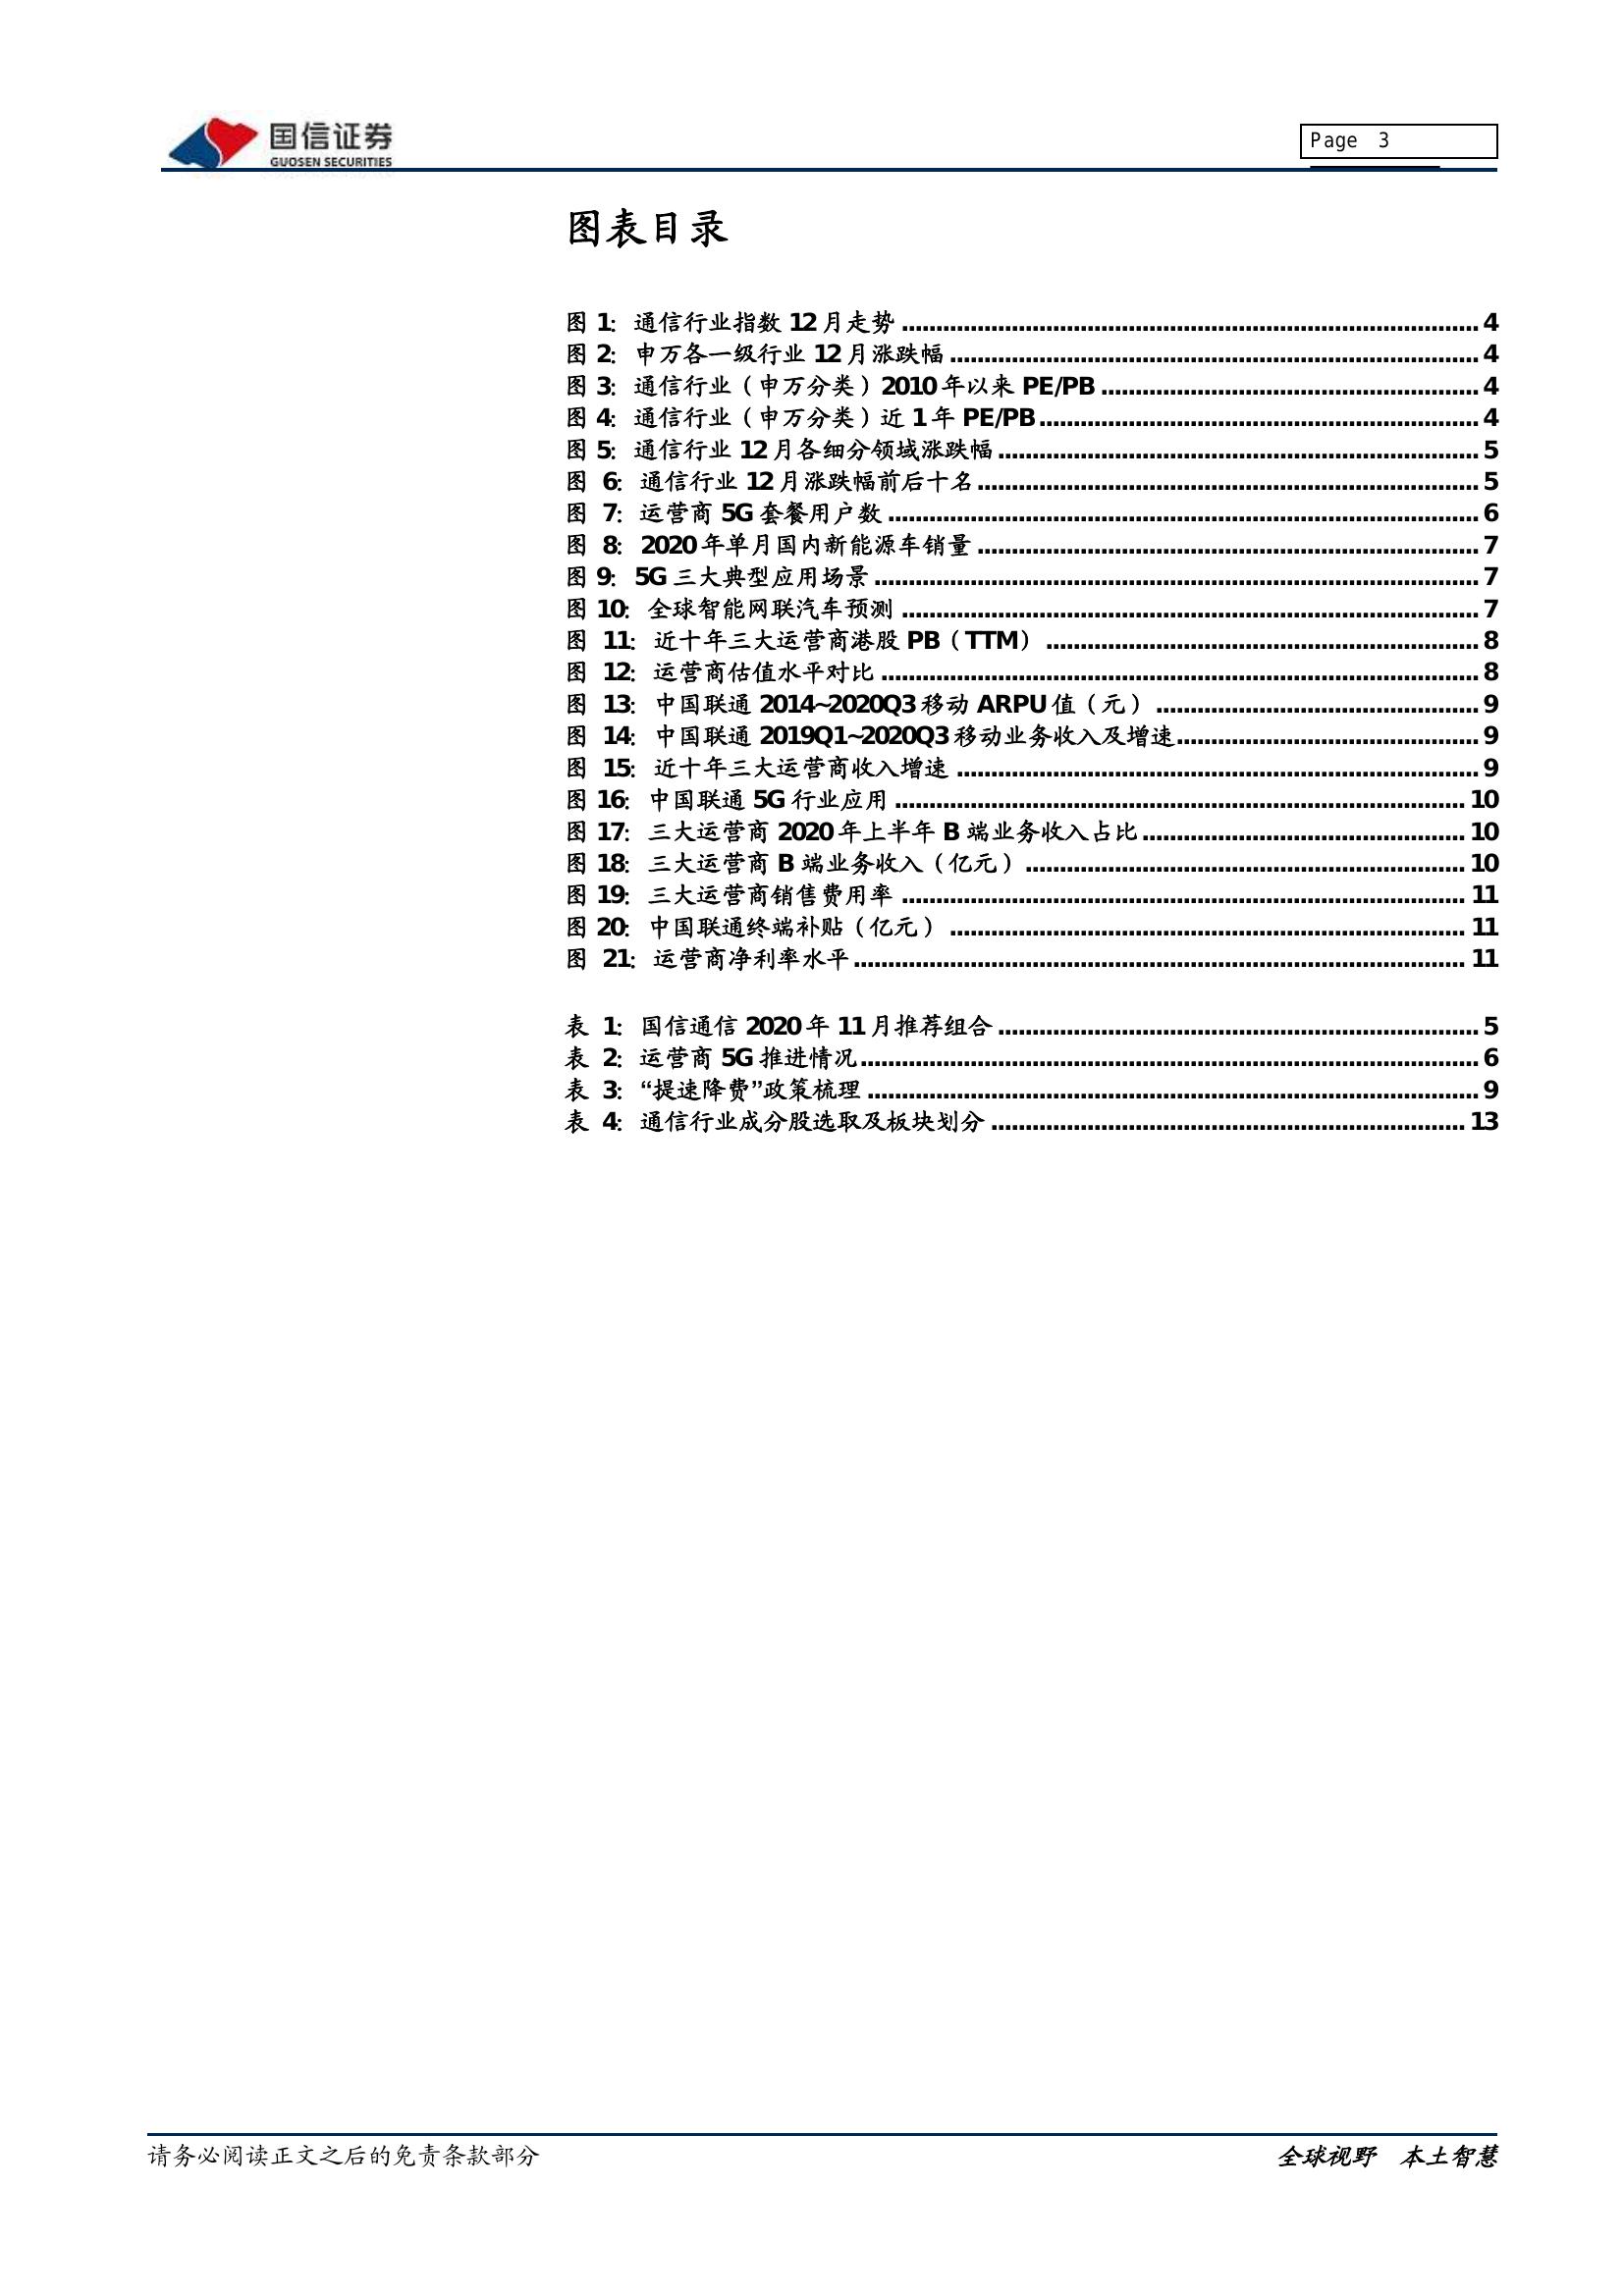 国信证券
GUOSEN SECURITIES
Page 3
图表目录
图 1：通信行业指数 12 月走势 ........ 4
图 2：申万各一级行业 12 月涨跌幅 ........ 4
图 3：通信行业（申万分类）2010 年以来 PE/PB ........ 4
图 4：通信行业（申万分类）近 1 年 PE/PB ........ 4
图 5：通信行业 12 月各细分领域涨跌幅 ........ 5
图 6：通信行业 12 月涨跌幅前后十名 ........ 5
图 7：运营商 5G 套餐用户数 ........ 6
图 8：2020 年单月国内新能源车销量 ........ 7
图 9：5G 三大典型应用场景 ........ 7
图 10：全球智能网联汽车预测 ........ 7
图 11：近十年三大运营商港股 PB（TTM） ........ 8
图 12：运营商估值水平对比 ........ 8
图 13：中国联通 2014~2020Q3 移动 ARPU 值（元） ........ 9
图 14：中国联通 2019Q1~2020Q3 移动业务收入及增速 ........ 9
图 15：近十年三大运营商收入增速 ........ 9
图 16：中国联通 5G 行业应用 ........ 10
图 17：三大运营商 2020 年上半年 B 端业务收入占比 ........ 10
图 18：三大运营商 B 端业务收入（亿元） ........ 10
图 19：三大运营商销售费用率 ........ 11
图 20：中国联通终端补贴（亿元） ........ 11
图 21：运营商净利率水平 ........ 11
表 1：国信通信 2020 年 11 月推荐组合 ........ 5
表 2：运营商 5G 推进情况 ........ 6
表 3：“提速降费”政策梳理 ........ 9
表 4：通信行业成分股选取及板块划分 ........ 13
请务必阅读正文之后的免责条款部分
全球视野 本土智慧